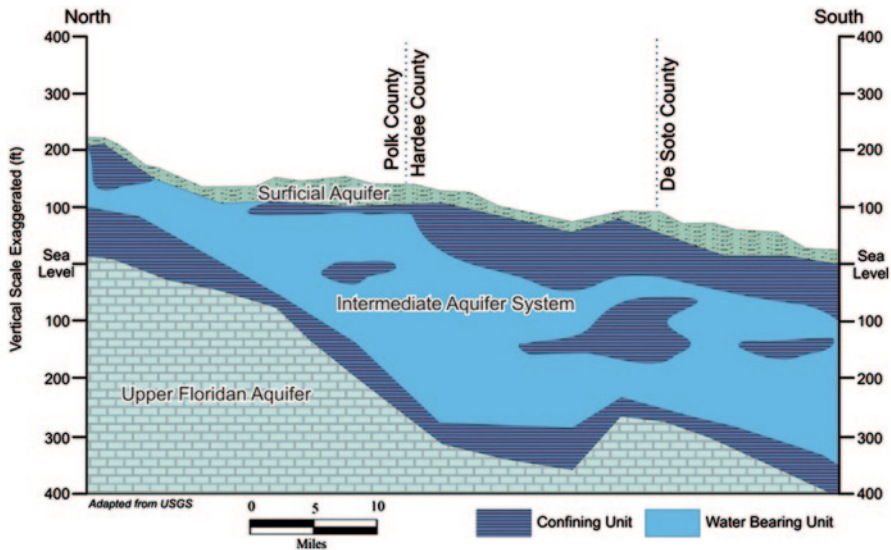 North
South
400
300
200
100
Sea
Level
100
200
300
400
Vertical Scale Exaggerated (ft)
Polk County
Hardee County
De Soto County
400
300
200
100
Sea
Level
100
200
300
400
Surficial Aquifer
Intermediate Aquifer System
Upper Floridan Aquifer
Adapted from USGS
0 5 10
Miles
Confining Unit
Water Bearing Unit